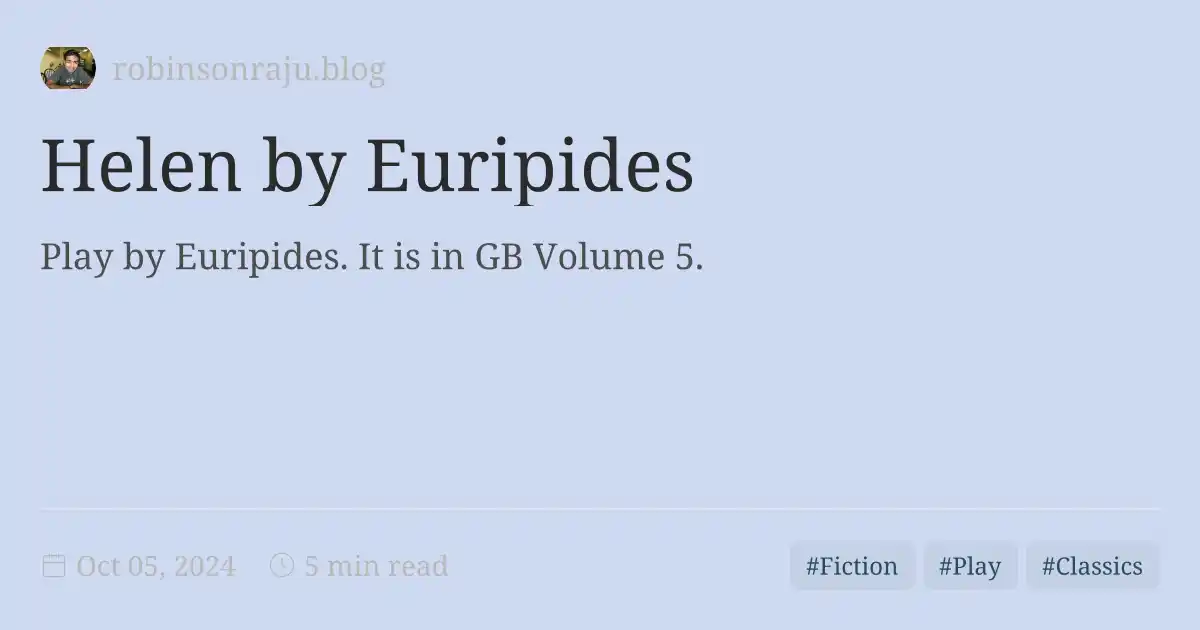 robinsonraju.blog
Helen by Euripides
Play by Euripides. It is in GB Volume 5.
Oct 05, 2024 5 min read #Fiction #Play #Classics